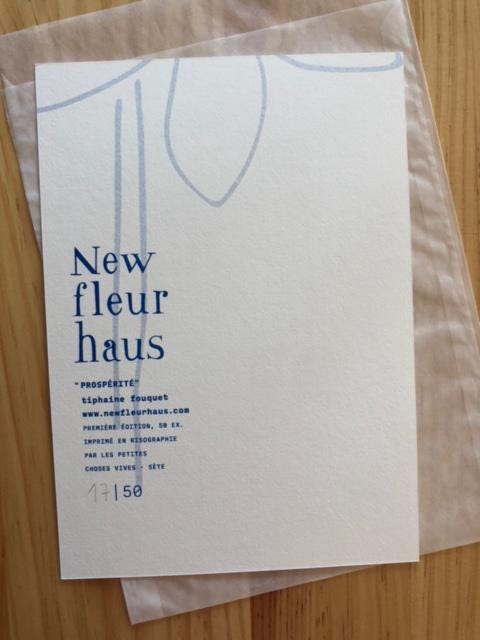 New
fleur
haus
"PROSPÉRITÉ"
tiphaine fouquet
www.newfleurhaus.com
PREMIÈRE ÉDITION, 50 EX.
IMPRIMÉ EN RISOGRAPHIE
PAR LES PETITES
CHOSES VIVES - SÈTE
17|50